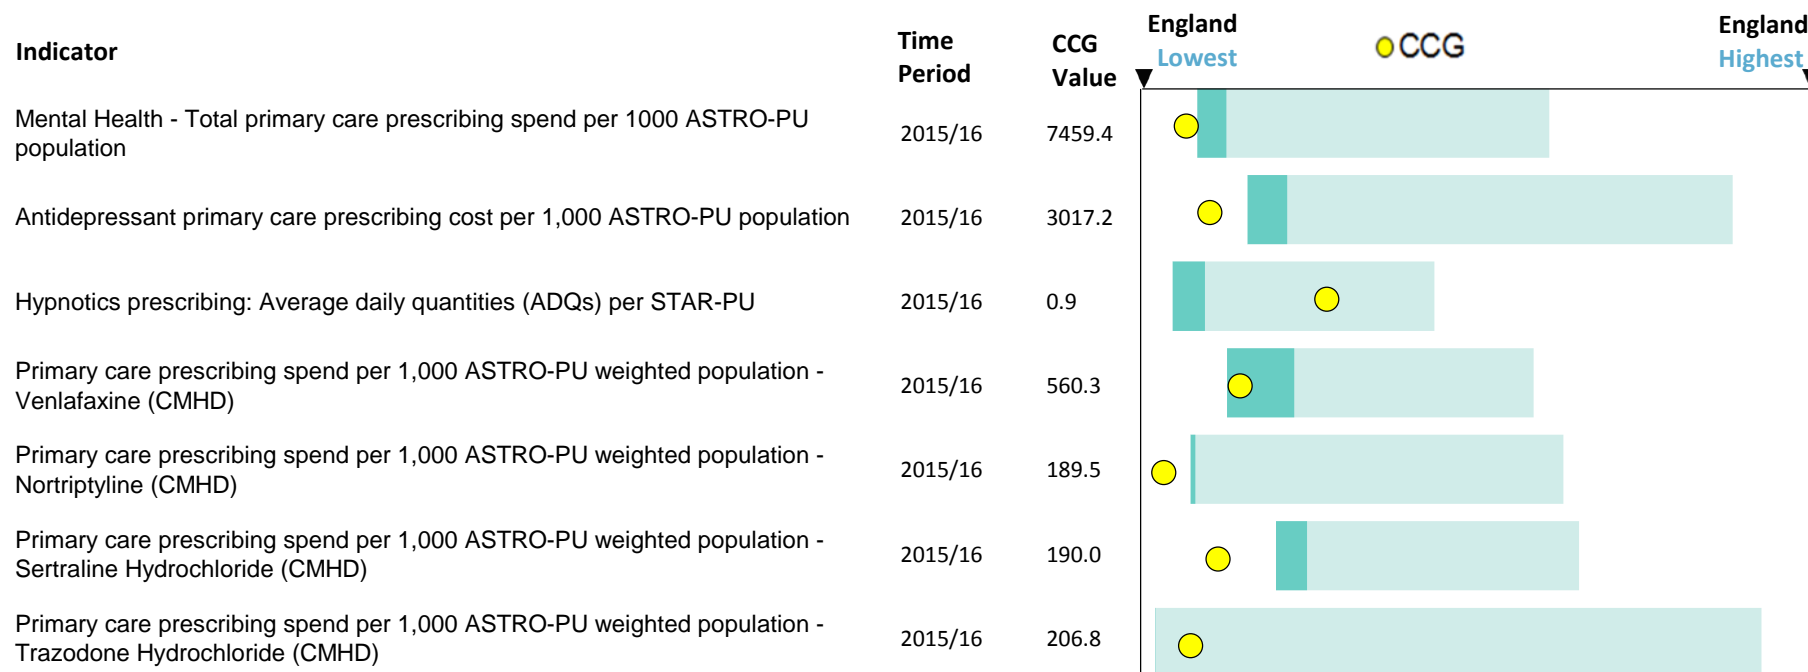 Indicator
Time Period
CCG Value
England Lowest
CCG
England Highest
Mental Health - Total primary care prescribing spend per 1000 ASTRO-PU
population
2015/16
7459.4
Antidepressant primary care prescribing cost per 1,000 ASTRO-PU population
2015/16
3017.2
Hypnotics prescribing: Average daily quantities (ADQs) per STAR-PU
2015/16
0.9
Primary care prescribing spend per 1,000 ASTRO-PU weighted population -
Venlafaxine (CMHD)
2015/16
560.3
Primary care prescribing spend per 1,000 ASTRO-PU weighted population -
Nortriptyline (CMHD)
2015/16
189.5
Primary care prescribing spend per 1,000 ASTRO-PU weighted population -
Sertraline Hydrochloride (CMHD)
2015/16
190.0
Primary care prescribing spend per 1,000 ASTRO-PU weighted population -
Trazodone Hydrochloride (CMHD)
2015/16
206.8